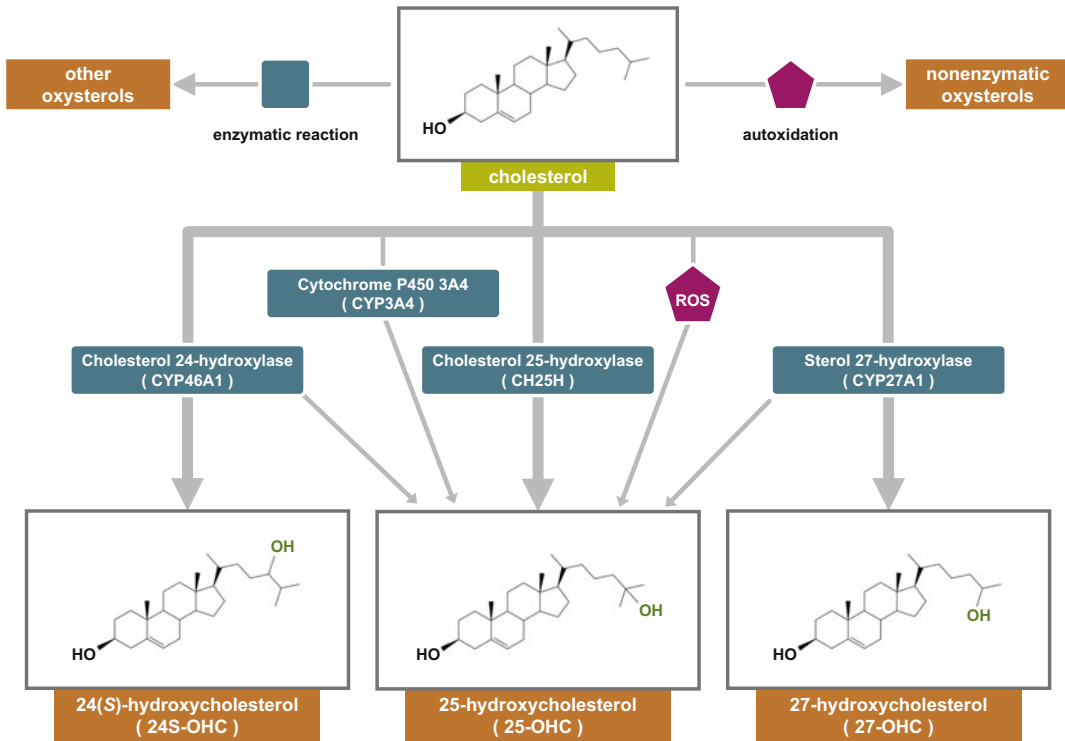 other
oxysterols
enzymatic reaction
HO
cholesterol
autoxidation
nonenzymatic
oxysterols
Cytochrome P450 3A4
( CYP3A4 )
ROS
Cholesterol 24-hydroxylase
( CYP46A1 )
Cholesterol 25-hydroxylase
( CH25H )
Sterol 27-hydroxylase
( CYP27A1 )
OH
HO
24(S)-hydroxycholesterol
( 24S-OHC )
OH
HO
25-hydroxycholesterol
( 25-OHC )
OH
HO
27-hydroxycholesterol
( 27-OHC )